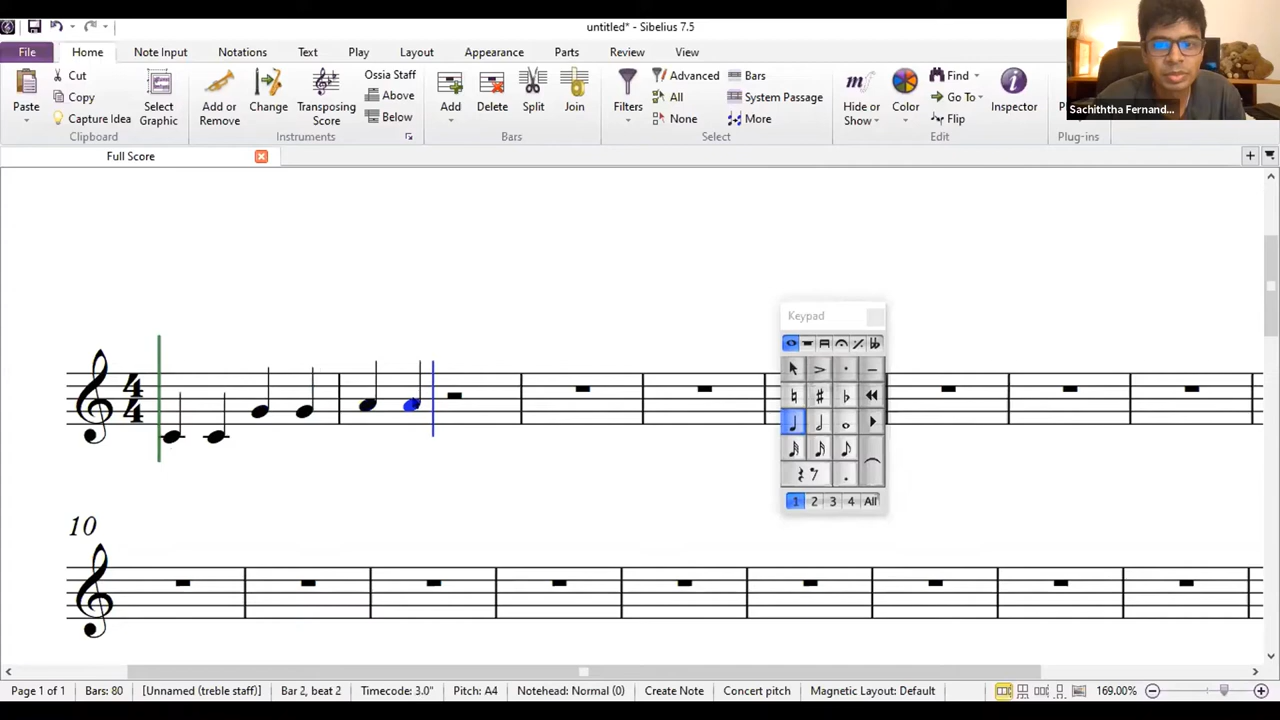 untitled* - Sibelius 7.5
File Home Note Input Notations Text Play Layout Appearance Parts Review View
Paste
Cut
Copy
Capture Idea
Select Graphic
Clipboard
Add or Remove
Change
Transposing Score
Ossia Staff
Above
Below
Instruments
Add
Delete
Split
Join
Bars
Filters
Advanced
All
None
Bars
System Passage
More
Select
Hide or Show
Color
Find
Go To
Flip
Inspector
Edit
Plug-ins
Sachiththa Fernand...
Full Score
4
4
Keypad
1 2 3 4 All
10
Page 1 of 1 Bars: 80 [Unnamed (treble staff)] Bar 2, beat 2 Timecode: 3.0" Pitch: A4 Notehead: Normal (0) Create Note Concert pitch Magnetic Layout: Default 169.00%